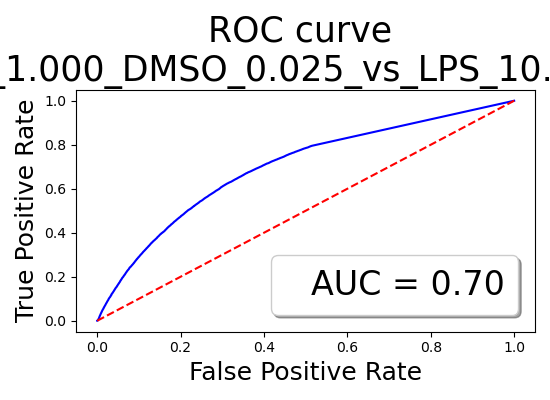 ROC curve
_1.000_DMSO_0.025_vs_LPS_10.
True Positive Rate
1.0
0.8
0.6
0.4
0.2
0.0
AUC = 0.70
0.0 0.2 0.4 0.6 0.8 1.0
False Positive Rate